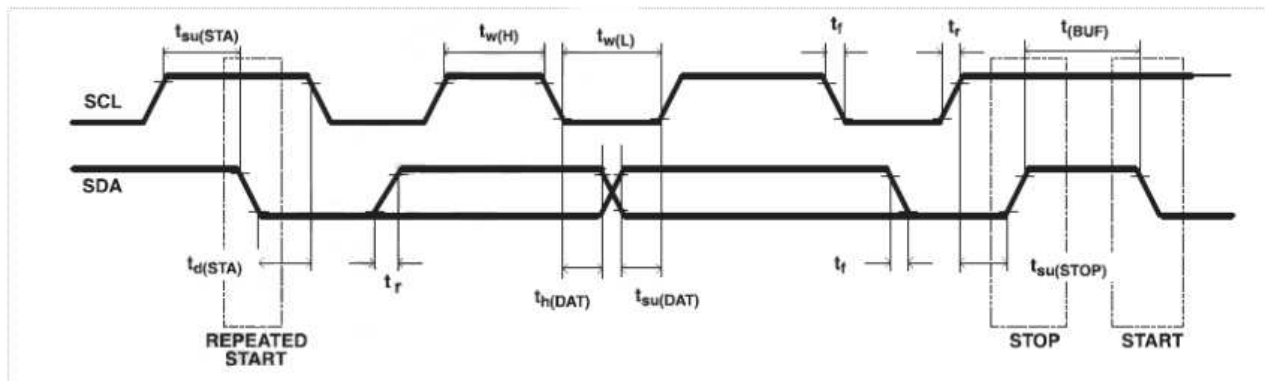 tsu(STA)
tw(H)
tw(L)
tf
tr
t(BUF)
SCL
SDA
td(STA)
tr
th(DAT)
tsu(DAT)
tf
tsu(STOP)
REPEATED
START
STOP
START